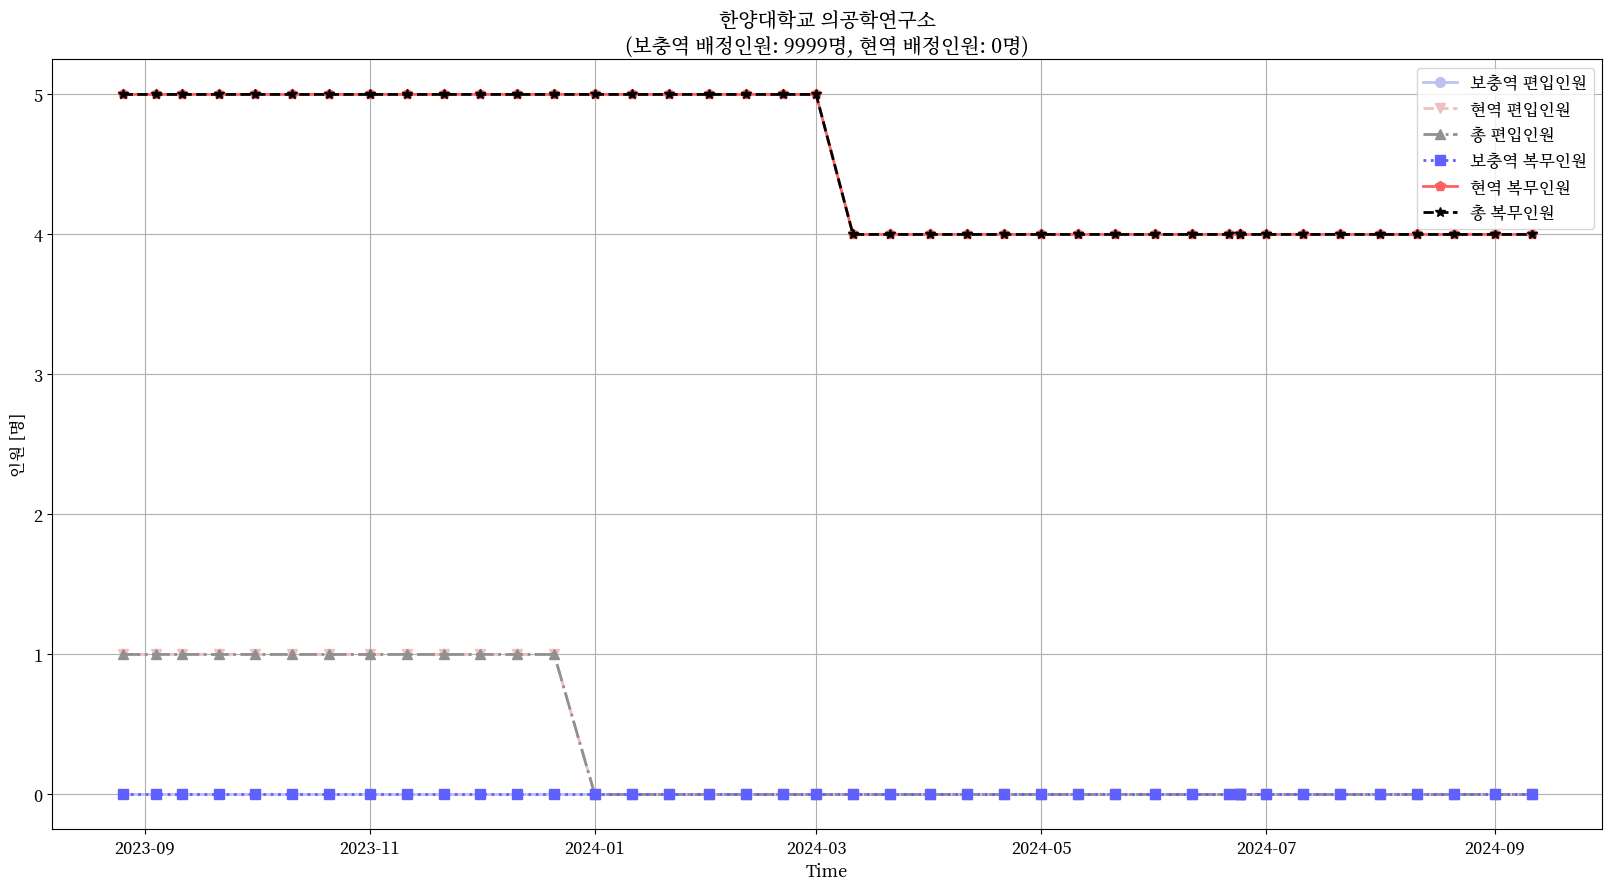 한양대학교 의공학연구소
(보충역 배정인원: 9999명, 현역 배정인원: 0명)
보충역 편입인원
현역 편입인원
총 편입인원
보충역 복무인원
현역 복무인원
총 복무인원
인원 [명]
5
4
3
2
1
0
2023-09
2023-11
2024-01
2024-03
2024-05
2024-07
2024-09
Time